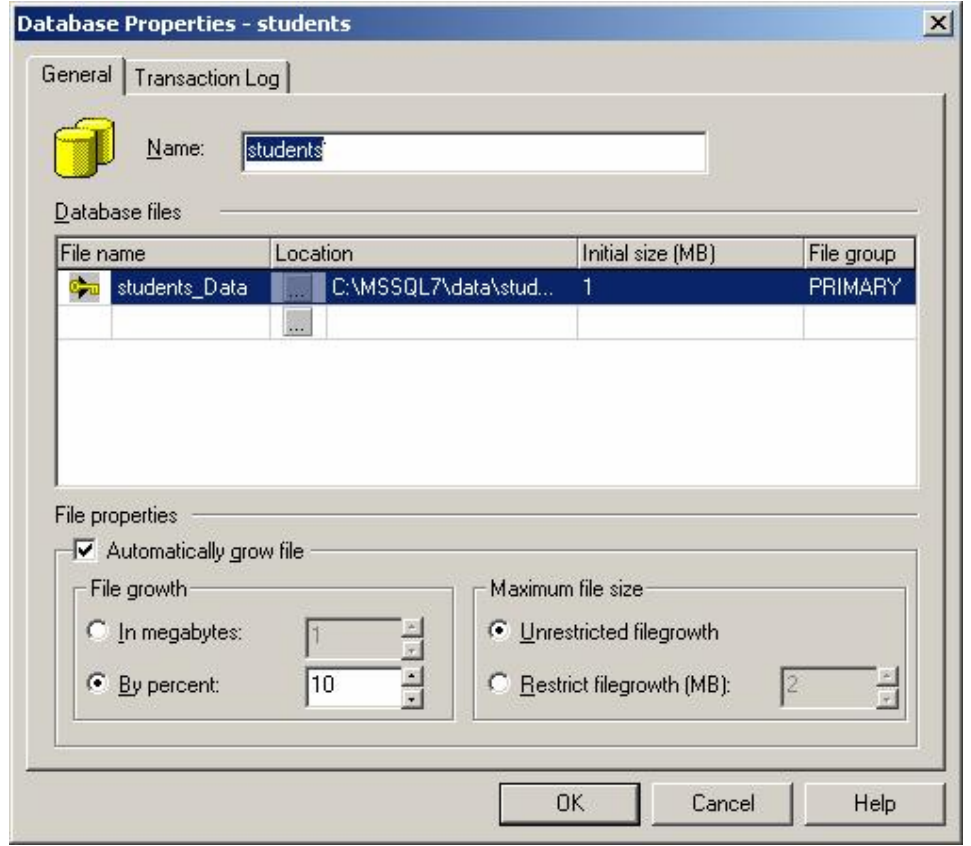 Database Properties - students
General Transaction Log
Name: students
Database files
File name Location Initial size (MB) File group
students_Data ... C:\MSSQL7\data\stud... 1 PRIMARY
...
File properties
Automatically grow file
File growth Maximum file size
In megabytes: 1 Unrestricted filegrowth
By percent: 10 Restrict filegrowth (MB): 2
OK Cancel Help